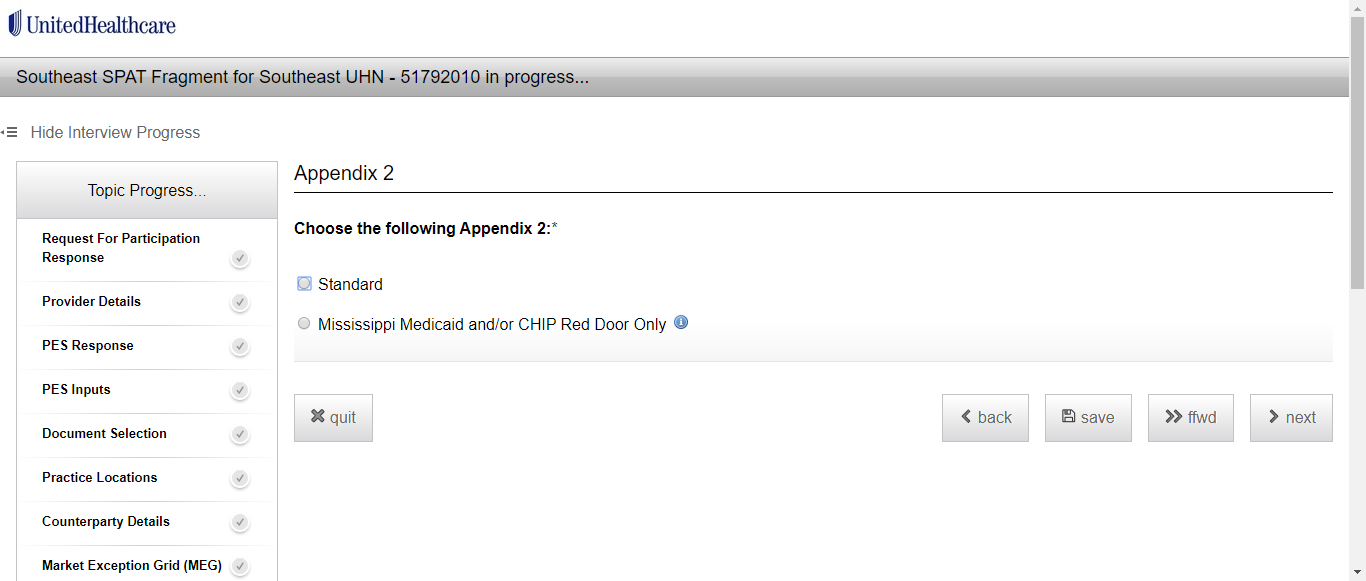 UnitedHealthcare
Southeast SPAT Fragment for Southeast UHN - 51792010 in progress...
Hide Interview Progress
Topic Progress...
Request For Participation
Response
Provider Details
PES Response
PES Inputs
Document Selection
Practice Locations
Counterparty Details
Market Exception Grid (MEG)
Appendix 2
Choose the following Appendix 2:*
Standard
Mississippi Medicaid and/or CHIP Red Door Only
quit
back
save
ffwd
next